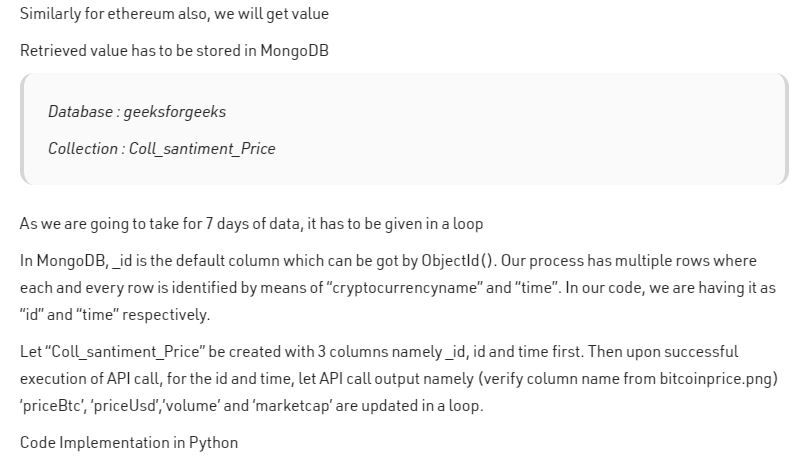 Similarly for ethereum also, we will get value
Retrieved value has to be stored in MongoDB
Database : geeksforgeeks
Collection : Coll_santiment_Price
As we are going to take for 7 days of data, it has to be given in a loop
In MongoDB, _id is the default column which can be got by ObjectId(). Our process has multiple rows where
each and every row is identified by means of “cryptocurrencyname” and “time”. In our code, we are having it as
“id” and “time” respectively.
Let “Coll_santiment_Price” be created with 3 columns namely _id, id and time first. Then upon successful
execution of API call, for the id and time, let API call output namely (verify column name from bitcoinprice.png)
‘priceBtc’, ‘priceUsd’,’volume’ and ‘marketcap’ are updated in a loop.
Code Implementation in Python